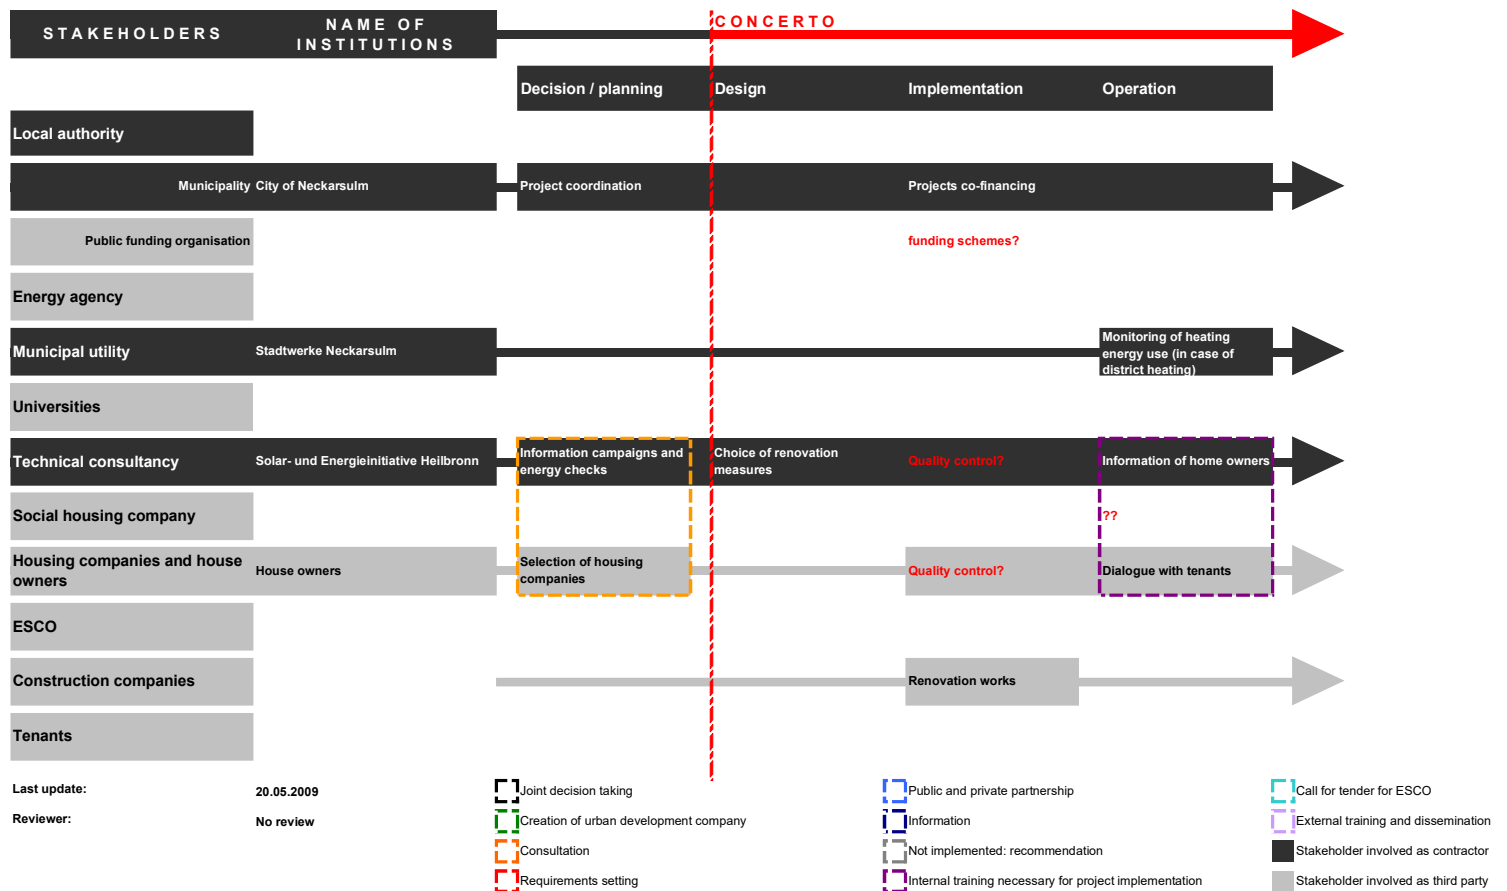 STAKEHOLDERS
NAME OF
INSTITUTIONS
CONCERTO
Decision / planning
Design
Implementation
Operation
Local authority
Municipality
City of Neckarsulm
Project coordination
Projects co-financing
Public funding organisation
funding schemes?
Energy agency
Municipal utility
Stadtwerke Neckarsulm
Monitoring of heating
energy use (in case of
district heating)
Universities
Technical consultancy
Solar- und Energieinitiative Heilbronn
Information campaigns and
energy checks
Choice of renovation
measures
Quality control?
Information of home owners
Social housing company
??
Housing companies and house
owners
House owners
Selection of housing
companies
Quality control?
Dialogue with tenants
ESCO
Construction companies
Renovation works
Tenants
Last update:
20.05.2009
Reviewer:
No review
Joint decision taking
Creation of urban development company
Consultation
Requirements setting
Public and private partnership
Information
Not implemented: recommendation
Internal training necessary for project implementation
Call for tender for ESCO
External training and dissemination
Stakeholder involved as contractor
Stakeholder involved as third party